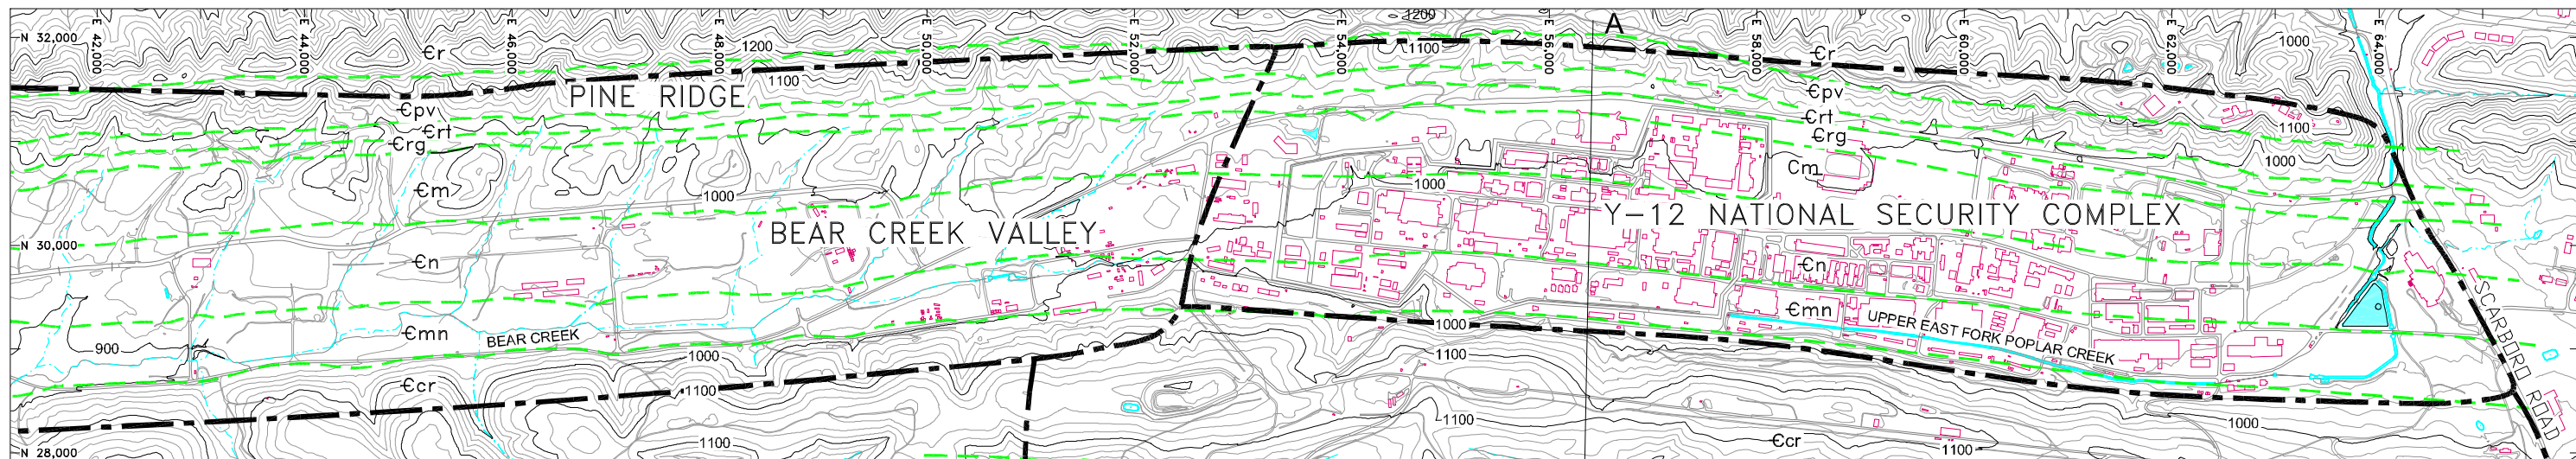 E 42,000
E 44,000
E 46,000
E 48,000
E 50,000
E 52,000
E 54,000
E 56,000
E 58,000
E 60,000
E 62,000
E 64,000
1200
A
N 32,000
Єr
1200
1100
Єr
1000
1100
PINE RIDGE
Єpv
Єpv
Єrt
Єrt
1100
Єrg
Єrg
1000
Єm
1000
1000
Єm
BEAR CREEK VALLEY
Y-12 NATIONAL SECURITY COMPLEX
N 30,000
Єn
Єn
SCARBORO ROAD
Єmn
Єmn
UPPER EAST FORK POPLAR CREEK
BEAR CREEK
900
1000
1000
1100
Єcr
1100
1100
1000
1100
Єcr
1100
N 28,000